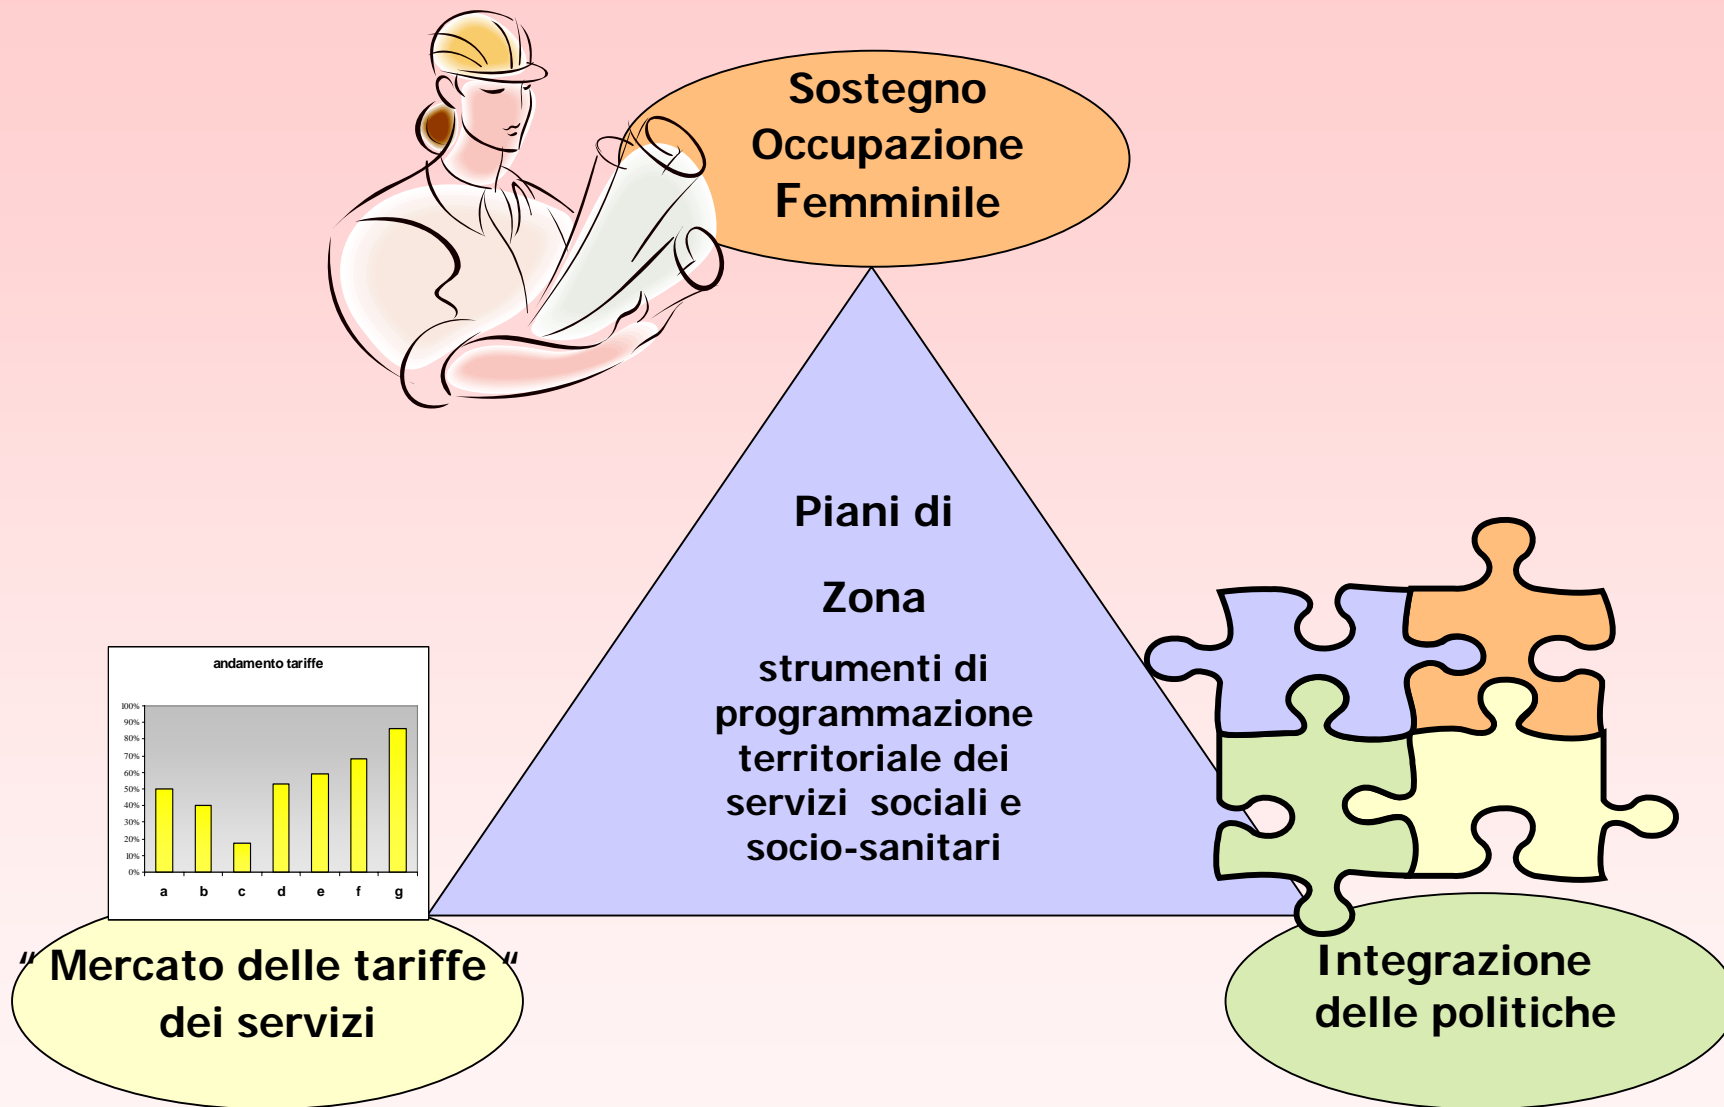 Sostegno
Occupazione
Femminile
Piani di
Zona
strumenti di
programmazione
territoriale dei
servizi sociali e
socio-sanitari
andamento tariffe
100%
90%
80%
70%
60%
50%
40%
30%
20%
10%
0%
a b c d e f g
“ Mercato delle tariffe “
dei servizi
Integrazione
delle politiche